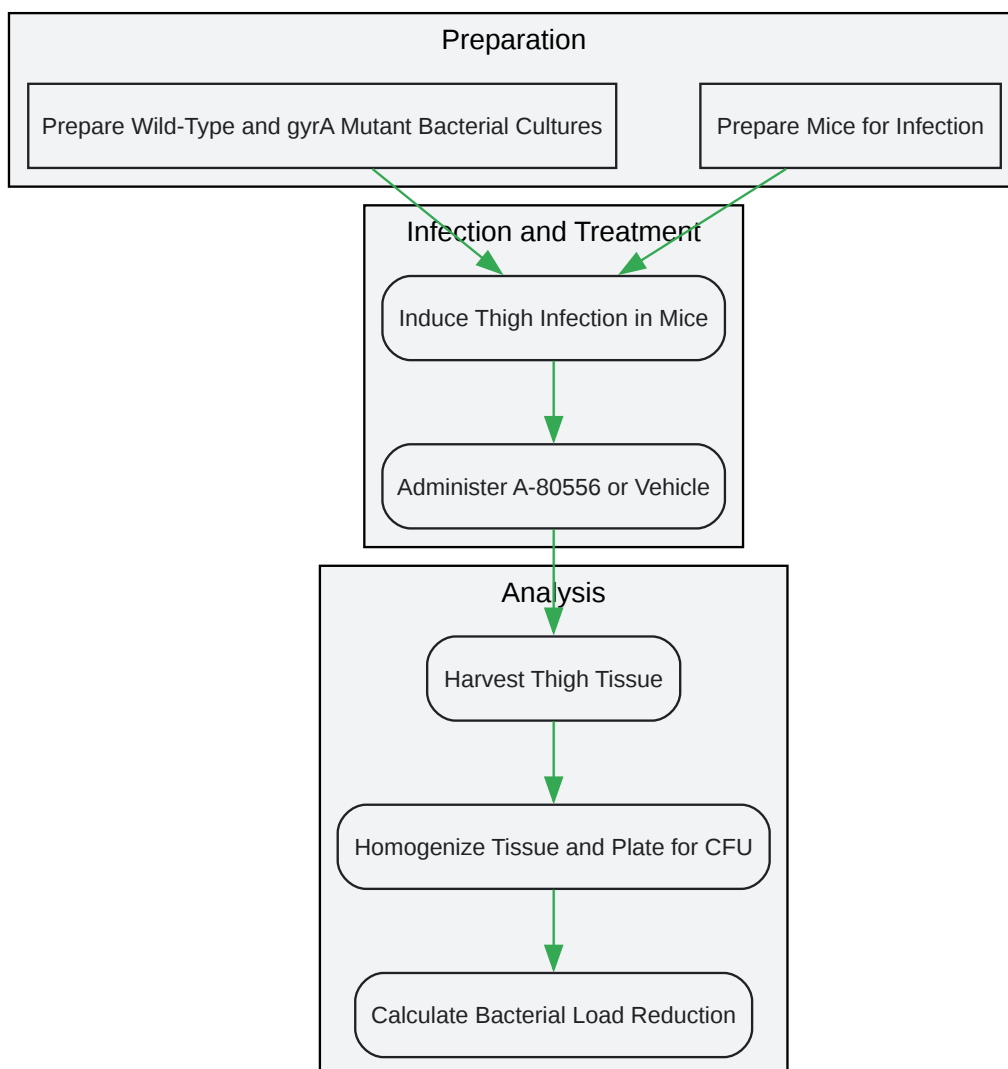 Preparation
Prepare Wild-Type and gyrA Mutant Bacterial Cultures
Prepare Mice for Infection
Infection and Treatment
Induce Thigh Infection in Mice
Administer A-80556 or Vehicle
Analysis
Harvest Thigh Tissue
Homogenize Tissue and Plate for CFU
Calculate Bacterial Load Reduction